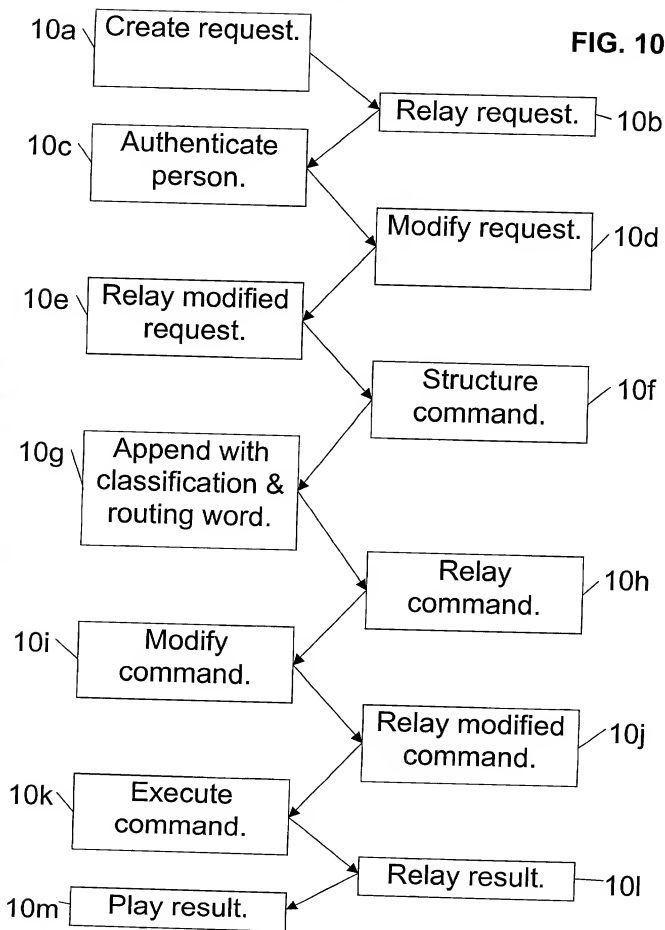 FIG. 10
10a
Create request.
Relay request.
10b
10c
Authenticate
person.
Modify request.
10d
10e
Relay modified
request.
Structure
command.
10f
10g
Append with
classification &
routing word.
Relay
command.
10h
10i
Modify
command.
Relay modified
command.
10j
10k
Execute
command.
Relay result.
10l
10m
Play result.